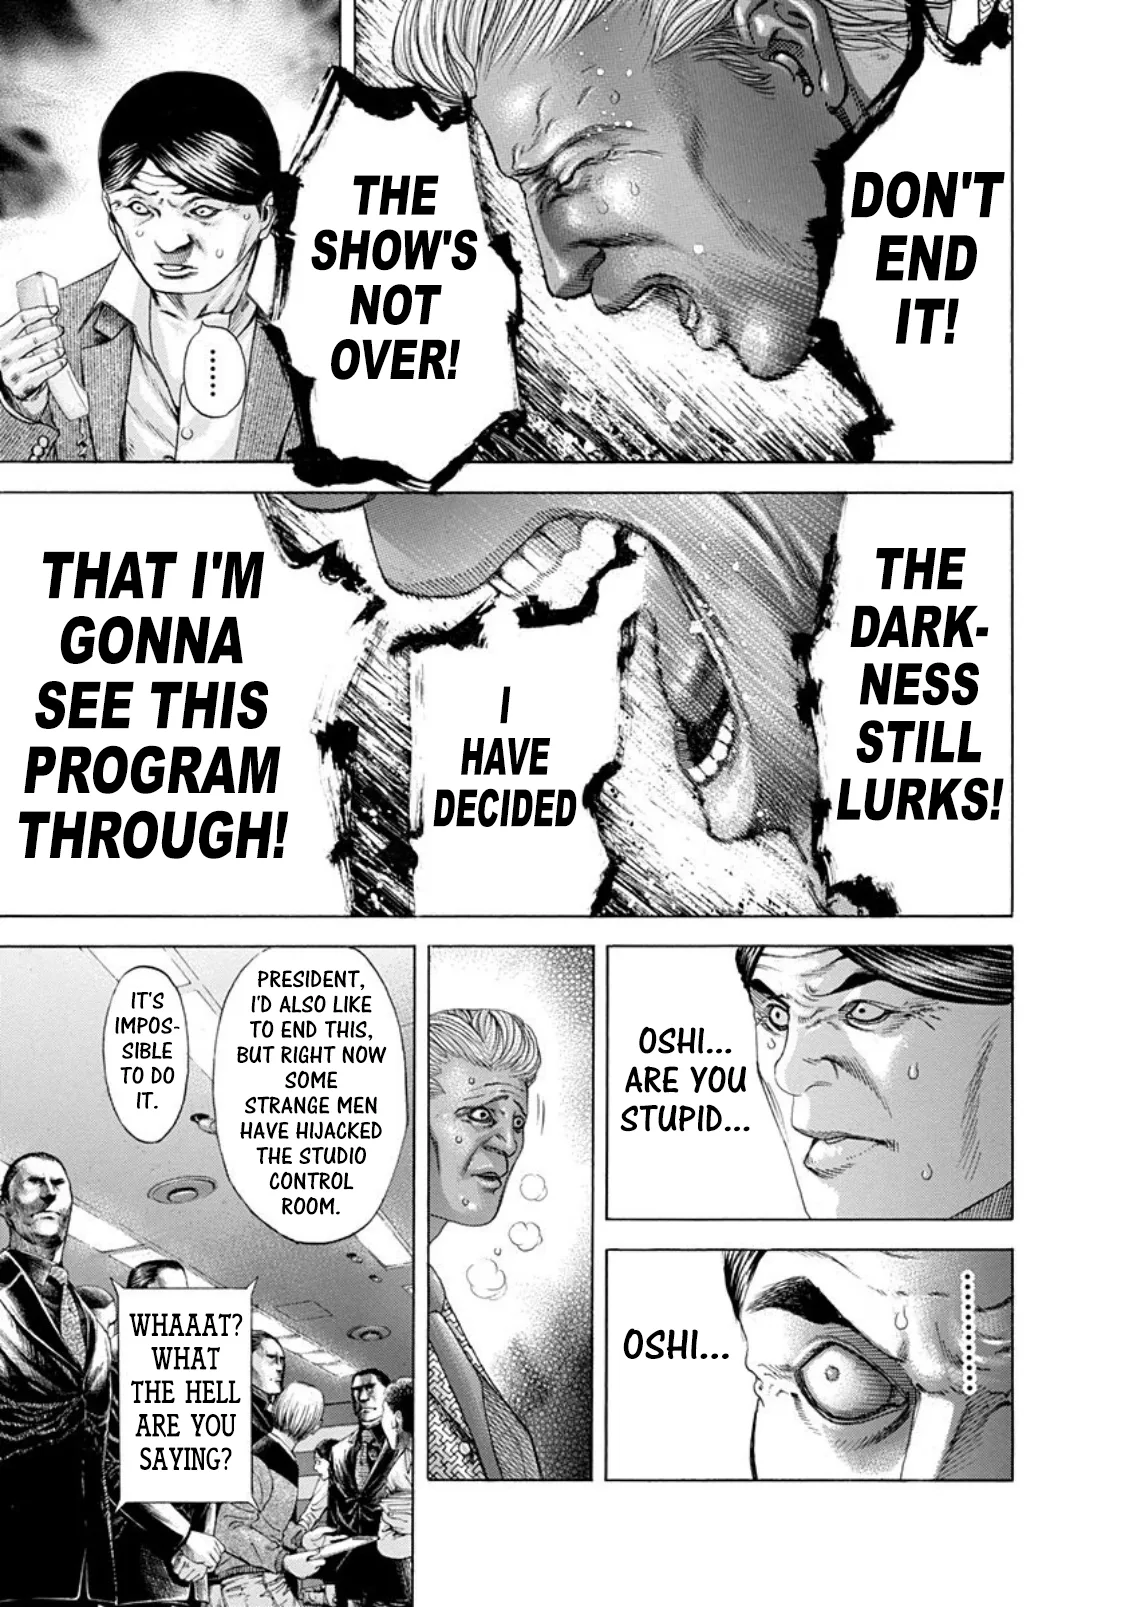 DON'T
END
IT!
THE
SHOW'S
NOT
OVER!
THE
DARK-
NESS
STILL
LURKS!
I
HAVE
DECIDED
THAT I'M
GONNA
SEE THIS
PROGRAM
THROUGH!
OSHI...
ARE YOU
STUPID...
OSHI...
PRESIDENT,
I'D ALSO LIKE
TO END THIS,
BUT RIGHT NOW
SOME
STRANGE MEN
HAVE HIJACKED
THE STUDIO
CONTROL
ROOM.
IT'S
IMPOS-
SIBLE
TO DO
IT.
WHAAAT?
WHAT
THE HELL
ARE YOU
SAYING?